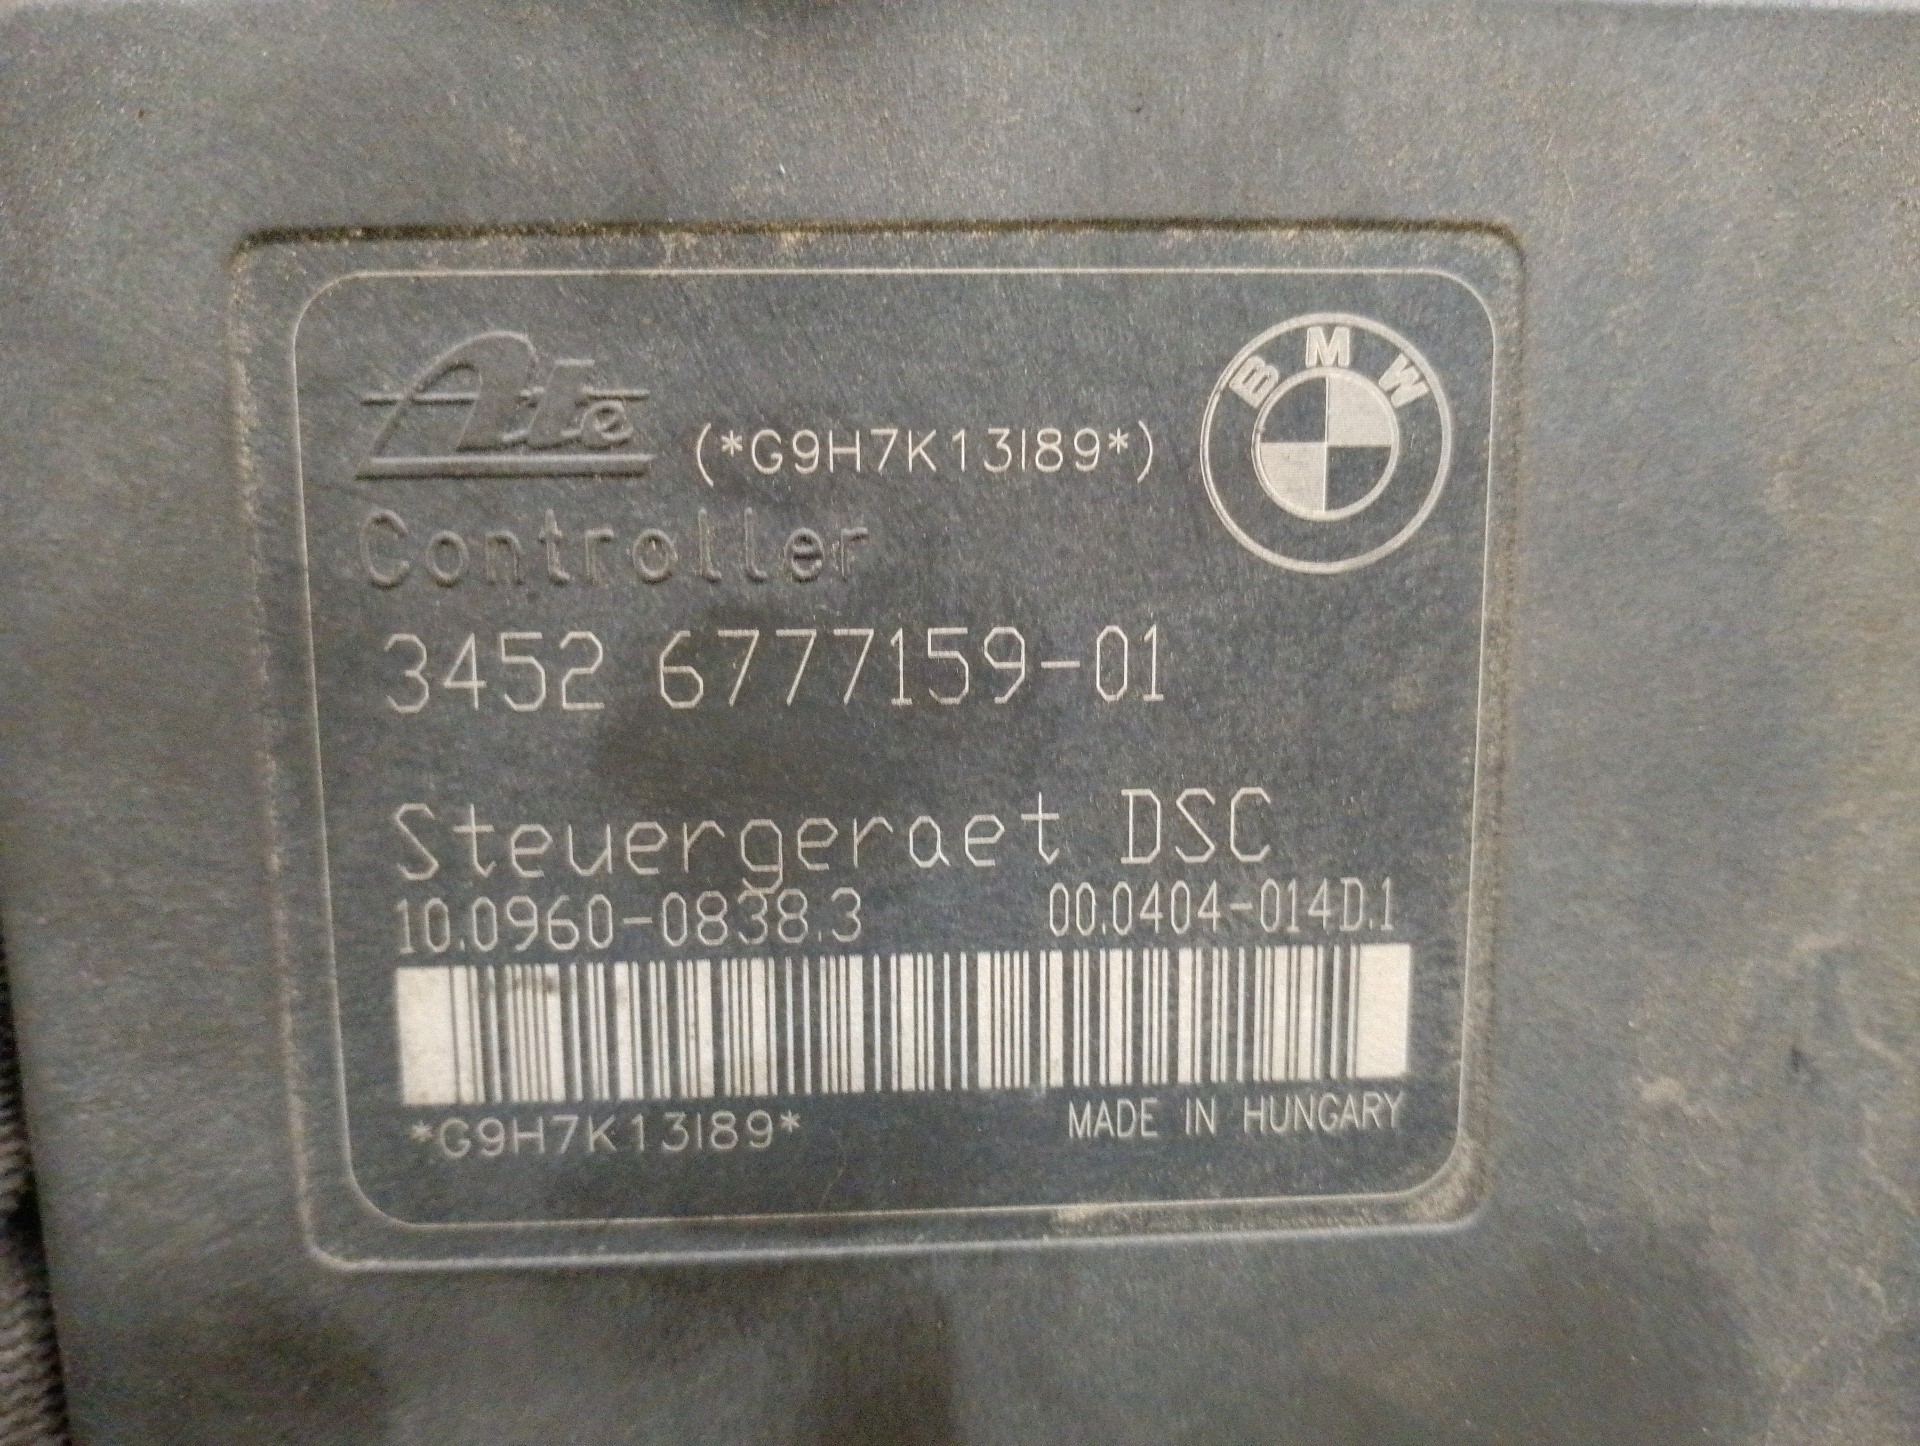 BMW
Ate (*G9H7K13I89*)
Controller
3452 6777159-01
Steuergeraet DSC
10.0960-0838.3 00.0404-014D.1
*G9H7K13I89* MADE IN HUNGARY